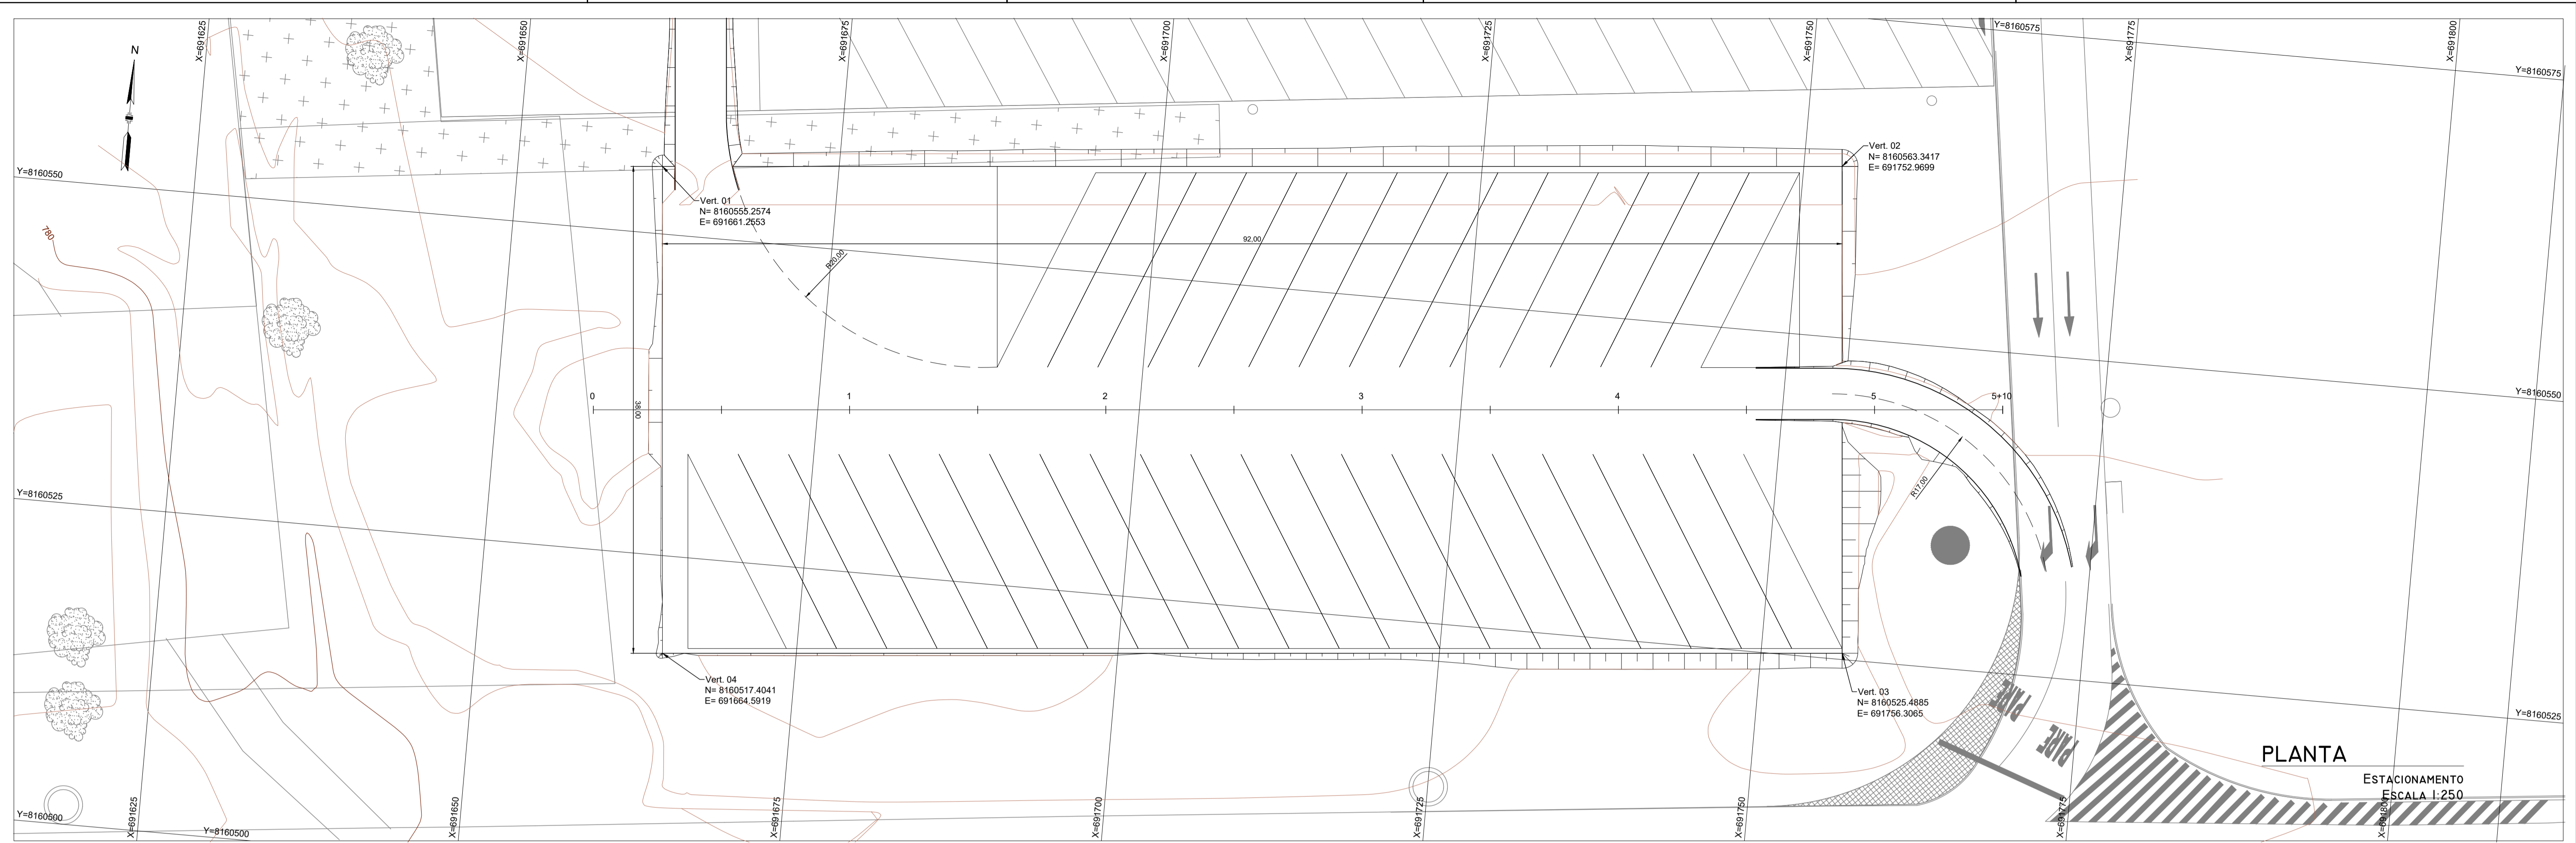 X=691625
X=691650
X=691675
X=691700
X=691725
X=691750
Y=8160575
X=691775
X=691800
Y=8160575
N
Vert. 02
N= 8160563.3417
E= 691752.9699
Y=8160550
Vert. 01
N= 8160555.2574
E= 691661.2553
780
92,00
R20,00
Y=8160550
38,00
0
1
2
3
4
5
5+10
R17,00
Y=8160525
Vert. 04
N= 8160517.4041
E= 691664.5919
Vert. 03
N= 8160525.4885
E= 691756.3065
PARE
PARE
Y=8160525
PLANTA
ESTACIONAMENTO
ESCALA 1:250
Y=8160500
Y=8160500
X=691625
X=691650
X=691675
X=691700
X=691725
X=691750
X=691775
X=691800